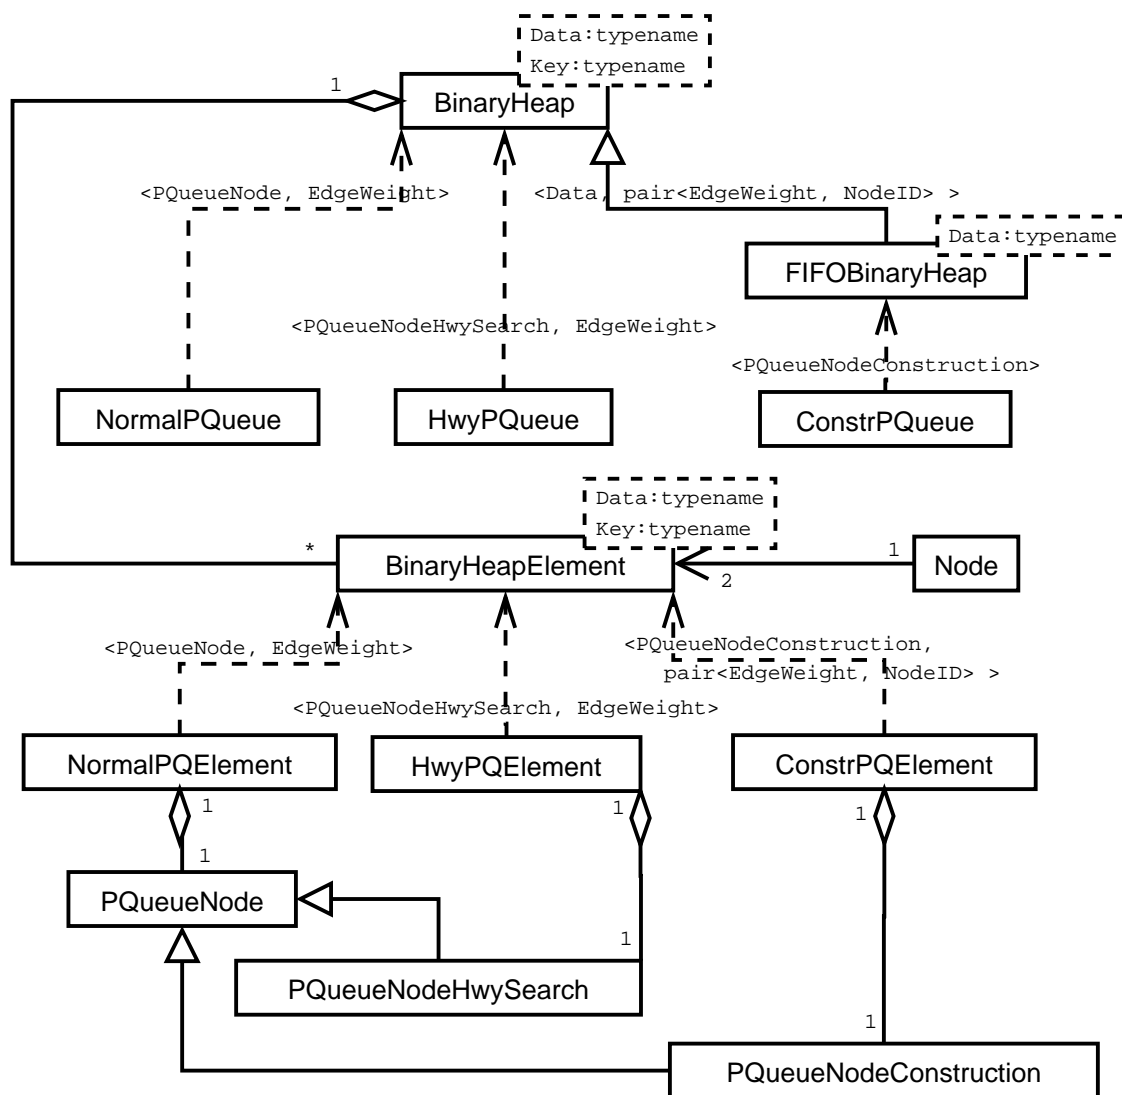 Data:typename
Key:typename
1
BinaryHeap
<PQueueNode, EdgeWeight>
<Data, pair<EdgeWeight, NodeID> >
Data:typename
FIFOBinaryHeap
<PQueueNodeHwySearch, EdgeWeight>
<PQueueNodeConstruction>
NormalPQueue
HwyPQueue
ConstrPQueue
Data:typename
Key:typename
*
BinaryHeapElement
2
1
Node
<PQueueNode, EdgeWeight>
<PQueueNodeConstruction,
pair<EdgeWeight, NodeID> >
<PQueueNodeHwySearch, EdgeWeight>
NormalPQElement
HwyPQElement
ConstrPQElement
1
1
1
1
PQueueNode
1
PQueueNodeHwySearch
1
PQueueNodeConstruction